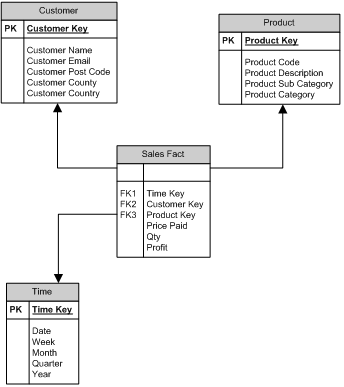 Customer
PK Customer Key
Customer Name
Customer Email
Customer Post Code
Customer County
Customer Country
Product
PK Product Key
Product Code
Product Description
Product Sub Category
Product Category
Sales Fact
FK1 Time Key
FK2 Customer Key
FK3 Product Key
Price Paid
Qty
Profit
Time
PK Time Key
Date
Week
Month
Quarter
Year